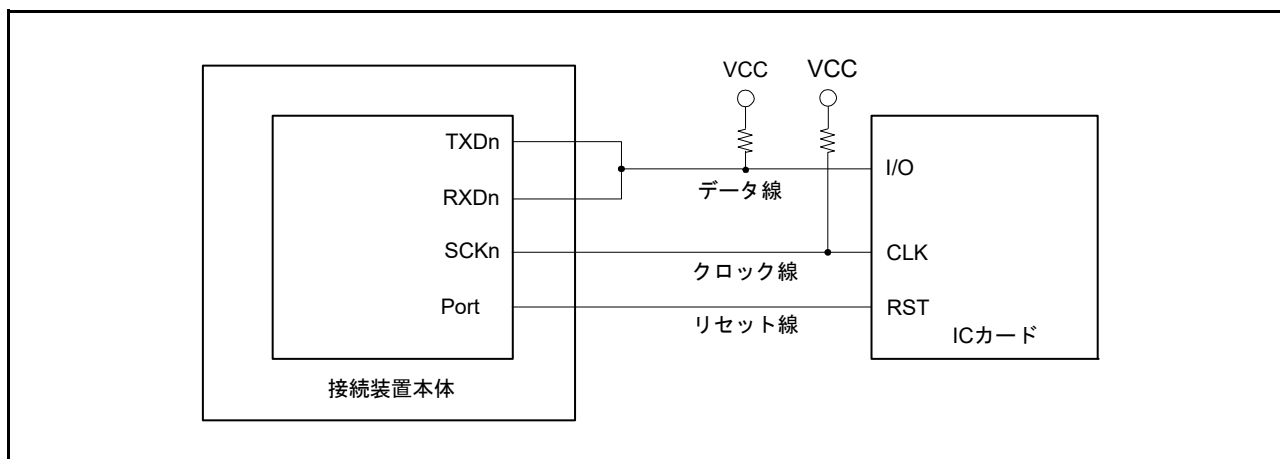 VCC
VCC
TXDn
I/O
データ線
RXDn
SCKn
CLK
クロック線
Port
RST
リセット線
ICカード
接続装置本体